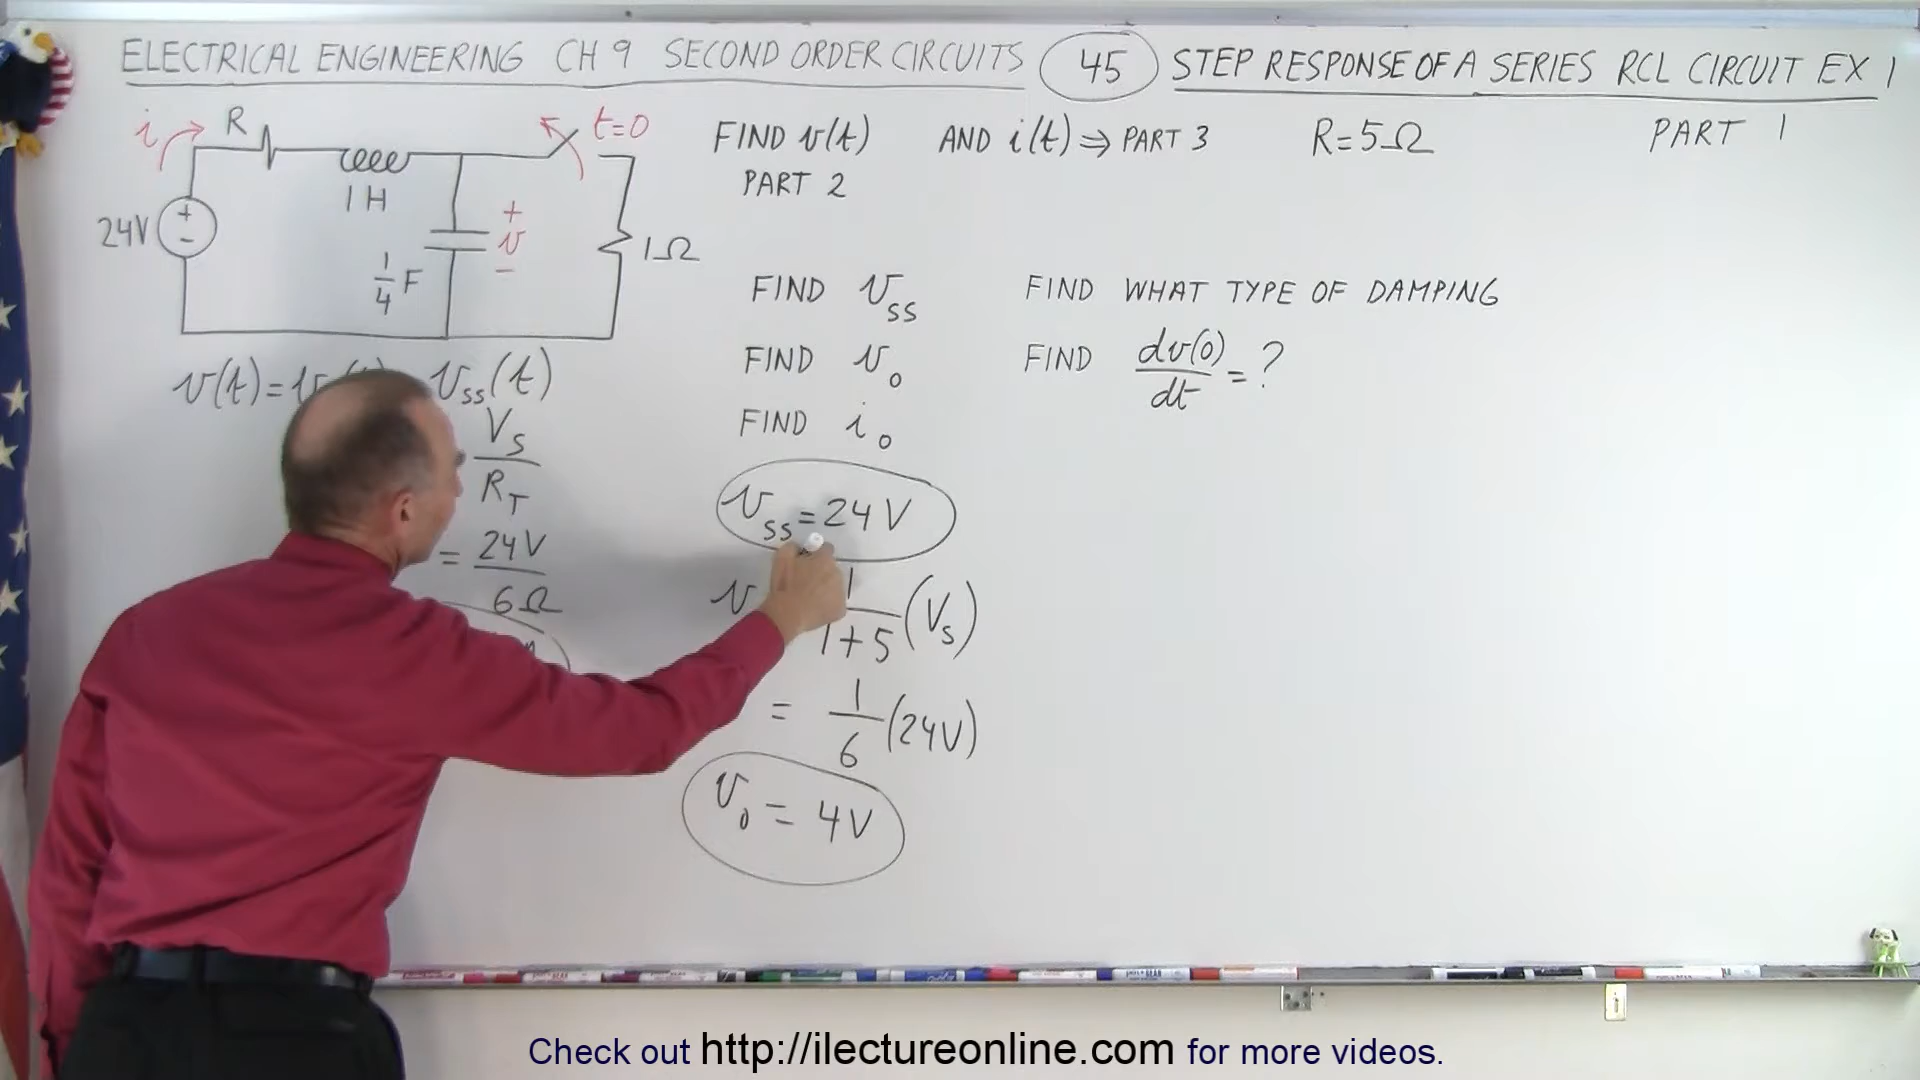 ELECTRICAL ENGINEERING CH 9 SECOND ORDER CIRCUITS 45 STEP RESPONSE OF A SERIES RCL CIRCUIT EX 1
PART 1
i R t=0
1H
24V + -
+ v -
1/4 F
1Ω
FIND v(t) AND i(t) ⇒ PART 3 R=5Ω
PART 2
FIND v_ss FIND WHAT TYPE OF DAMPING
FIND v_0 FIND dv(0)/dt = ?
FIND i_0
v(t)= v_ss(t)
V_S/R_T
= 24V/6Ω
v_ss = 24V
v 1/(1+5) (V_S)
= 1/6 (24V)
v_0 = 4V
Check out http://ilectureonline.com for more videos.